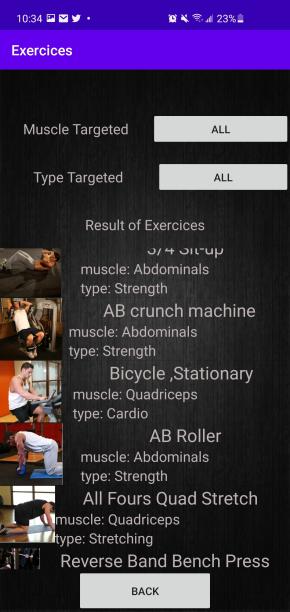 10:34 23%
Exercices
Muscle Targeted ALL
Type Targeted ALL
Result of Exercices
3/4 Sit-up
muscle: Abdominals
type: Strength
AB crunch machine
muscle: Abdominals
type: Strength
Bicycle ,Stationary
muscle: Quadriceps
type: Cardio
AB Roller
muscle: Abdominals
type: Strength
All Fours Quad Stretch
muscle: Quadriceps
type: Stretching
Reverse Band Bench Press
BACK